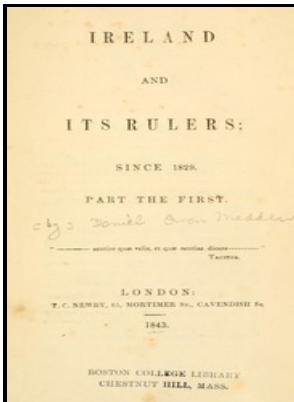 IRELAND
AND
ITS RULERS;
SINCE 1829.
PART THE FIRST.
by Daniel Owen Madden
" sentire quæ velis, et quæ sentias dicere "
TACITUS.
LONDON:
T. C. NEWBY, 65, MORTIMER St., CAVENDISH Sq.
1843.
BOSTON COLLEGE LIBRARY
CHESTNUT HILL, MASS.